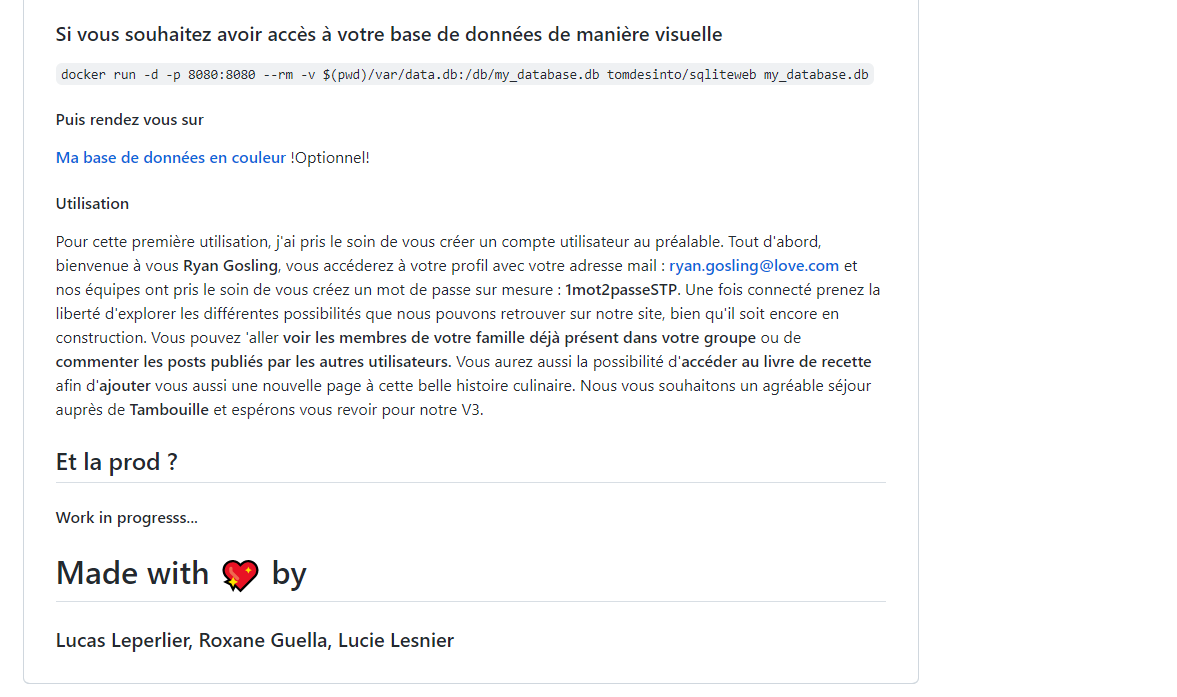 Si vous souhaitez avoir accès à votre base de données de manière visuelle
docker run -d -p 8080:8080 --rm -v $(pwd)/var/data.db:/db/my_database.db tomdesinto/sqliteweb my_database.db
Puis rendez vous sur
Ma base de données en couleur !Optionnel!
Utilisation
Pour cette première utilisation, j'ai pris le soin de vous créer un compte utilisateur au préalable. Tout d'abord,
bienvenue à vous Ryan Gosling, vous accéderez à votre profil avec votre adresse mail : ryan.gosling@love.com et
nos équipes ont pris le soin de vous créez un mot de passe sur mesure : 1mot2passeSTP. Une fois connecté prenez la
liberté d'explorer les différentes possibilités que nous pouvons retrouver sur notre site, bien qu'il soit encore en
construction. Vous pouvez 'aller voir les membres de votre famille déjà présent dans votre groupe ou de
commenter les posts publiés par les autres utilisateurs. Vous aurez aussi la possibilité d'accéder au livre de recette
afin d'ajouter vous aussi une nouvelle page à cette belle histoire culinaire. Nous vous souhaitons un agréable séjour
auprès de Tambouille et espérons vous revoir pour notre V3.
Et la prod ?
Work in progresss...
Made with 💖 by
Lucas Leperlier, Roxane Guella, Lucie Lesnier